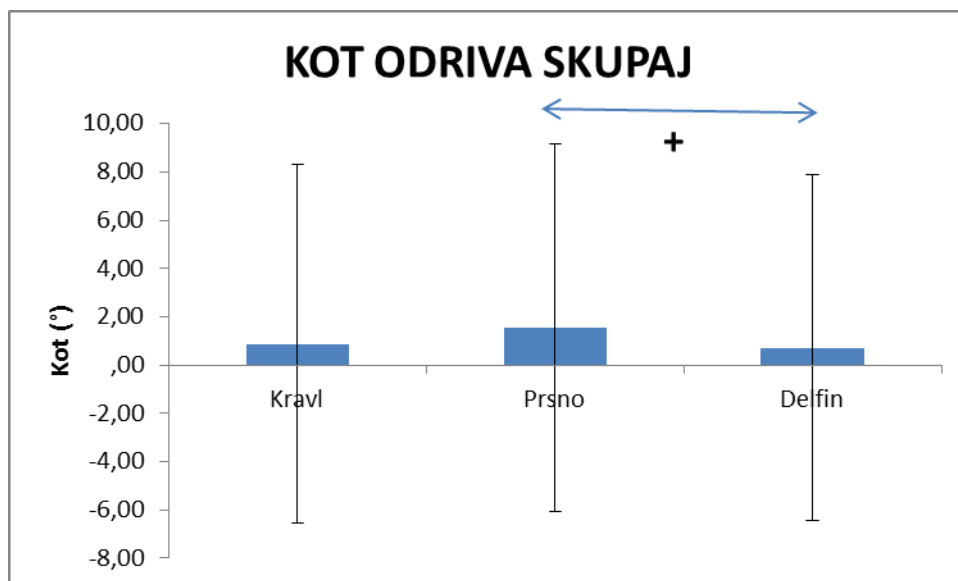 KOT ODRIVA SKUPAJ
10,00
+
8,00
6,00
4,00
2,00
,00
-2,00
-4,00
-6,00
-8,00
Kot (°)
Kravl
Prsno
Delfin